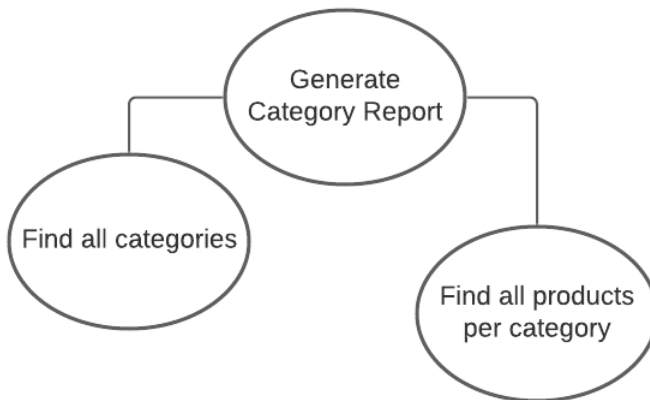 Generate
Category Report
Find all categories
Find all products
per category